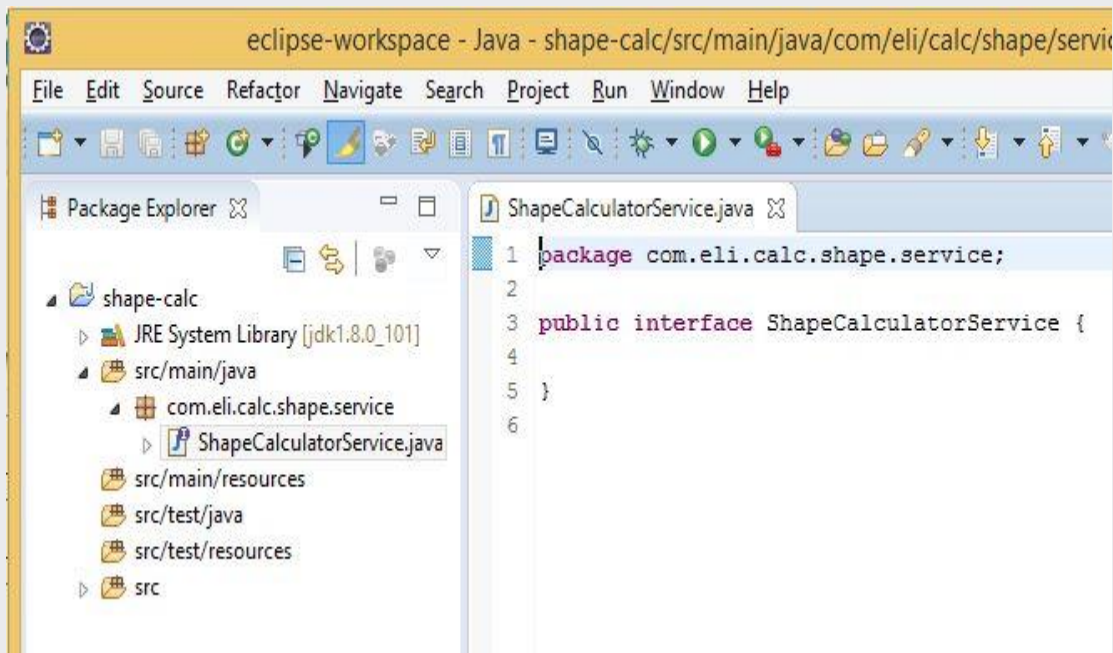 eclipse-workspace - Java - shape-calc/src/main/java/com/eli/calc/shape/servic
File Edit Source Refactor Navigate Search Project Run Window Help
Package Explorer
ShapeCalculatorService.java
shape-calc
JRE System Library [jdk1.8.0_101]
src/main/java
com.eli.calc.shape.service
ShapeCalculatorService.java
src/main/resources
src/test/java
src/test/resources
src
1 package com.eli.calc.shape.service;
2
3 public interface ShapeCalculatorService {
4
5 }
6